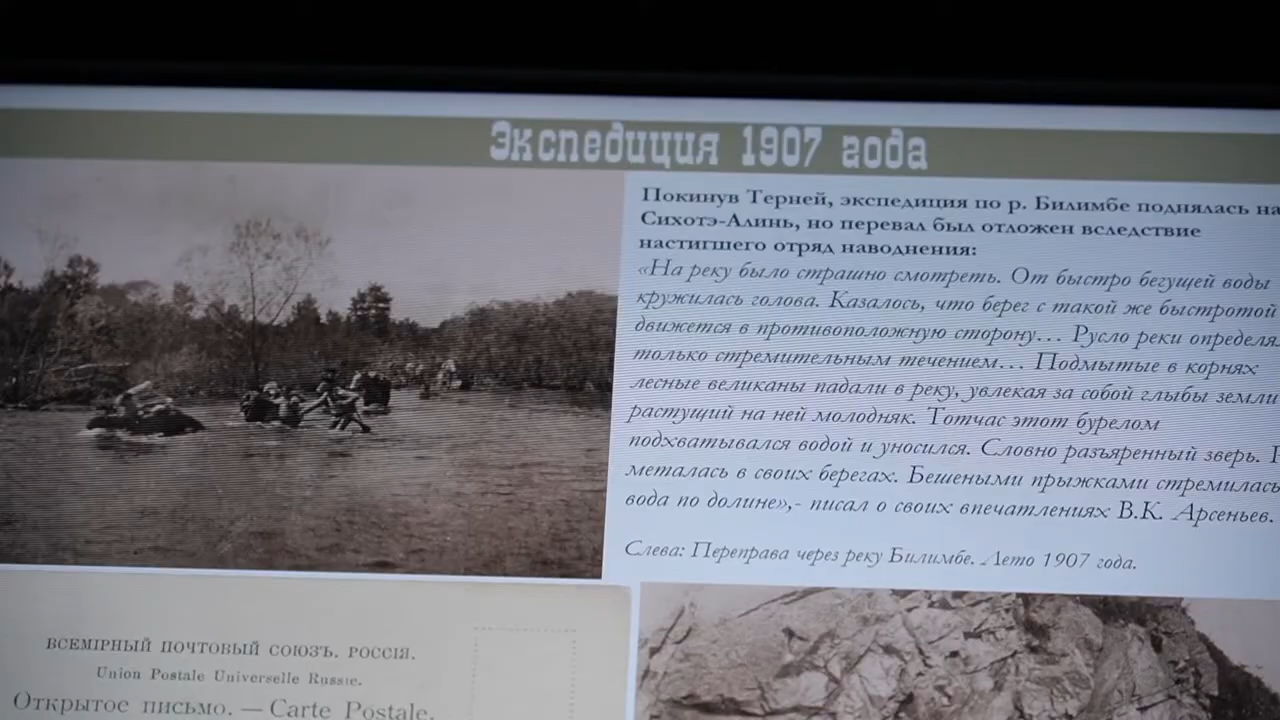 Экспедиция 1907 года
Покинув Терней, экспедиция по р. Билимбе поднялась на
Сихотэ-Алинь, но перевал был отложен вследствие
настигшего отряд наводнения:
«На реку было страшно смотреть. От быстро бегущей воды
кружилась голова. Казалось, что берег с такой же быстротой
движется в противоположную сторону… Русло реки
только стремительным течением… Подмытые в корнях
лесные великаны падали в реку, увлекая за собой глыбы земли
растущий на ней молодняк. Тотчас этот бурелом
подхватывался водой и уносился. Словно разъяренный зверь.
металась в своих берегах. Бешеными прыжками стремилась
вода по долине»,- писал о своих впечатлениях В.К. Арсеньев.
Слева: Переправа через реку Билимбе. Лето 1907 года.
ВСЕМІРНЫЙ ПОЧТОВЫЙ СОЮЗЪ. РОССІЯ.
Union Postale Universelle Russie.
Открытое письмо. — Carte Postale.